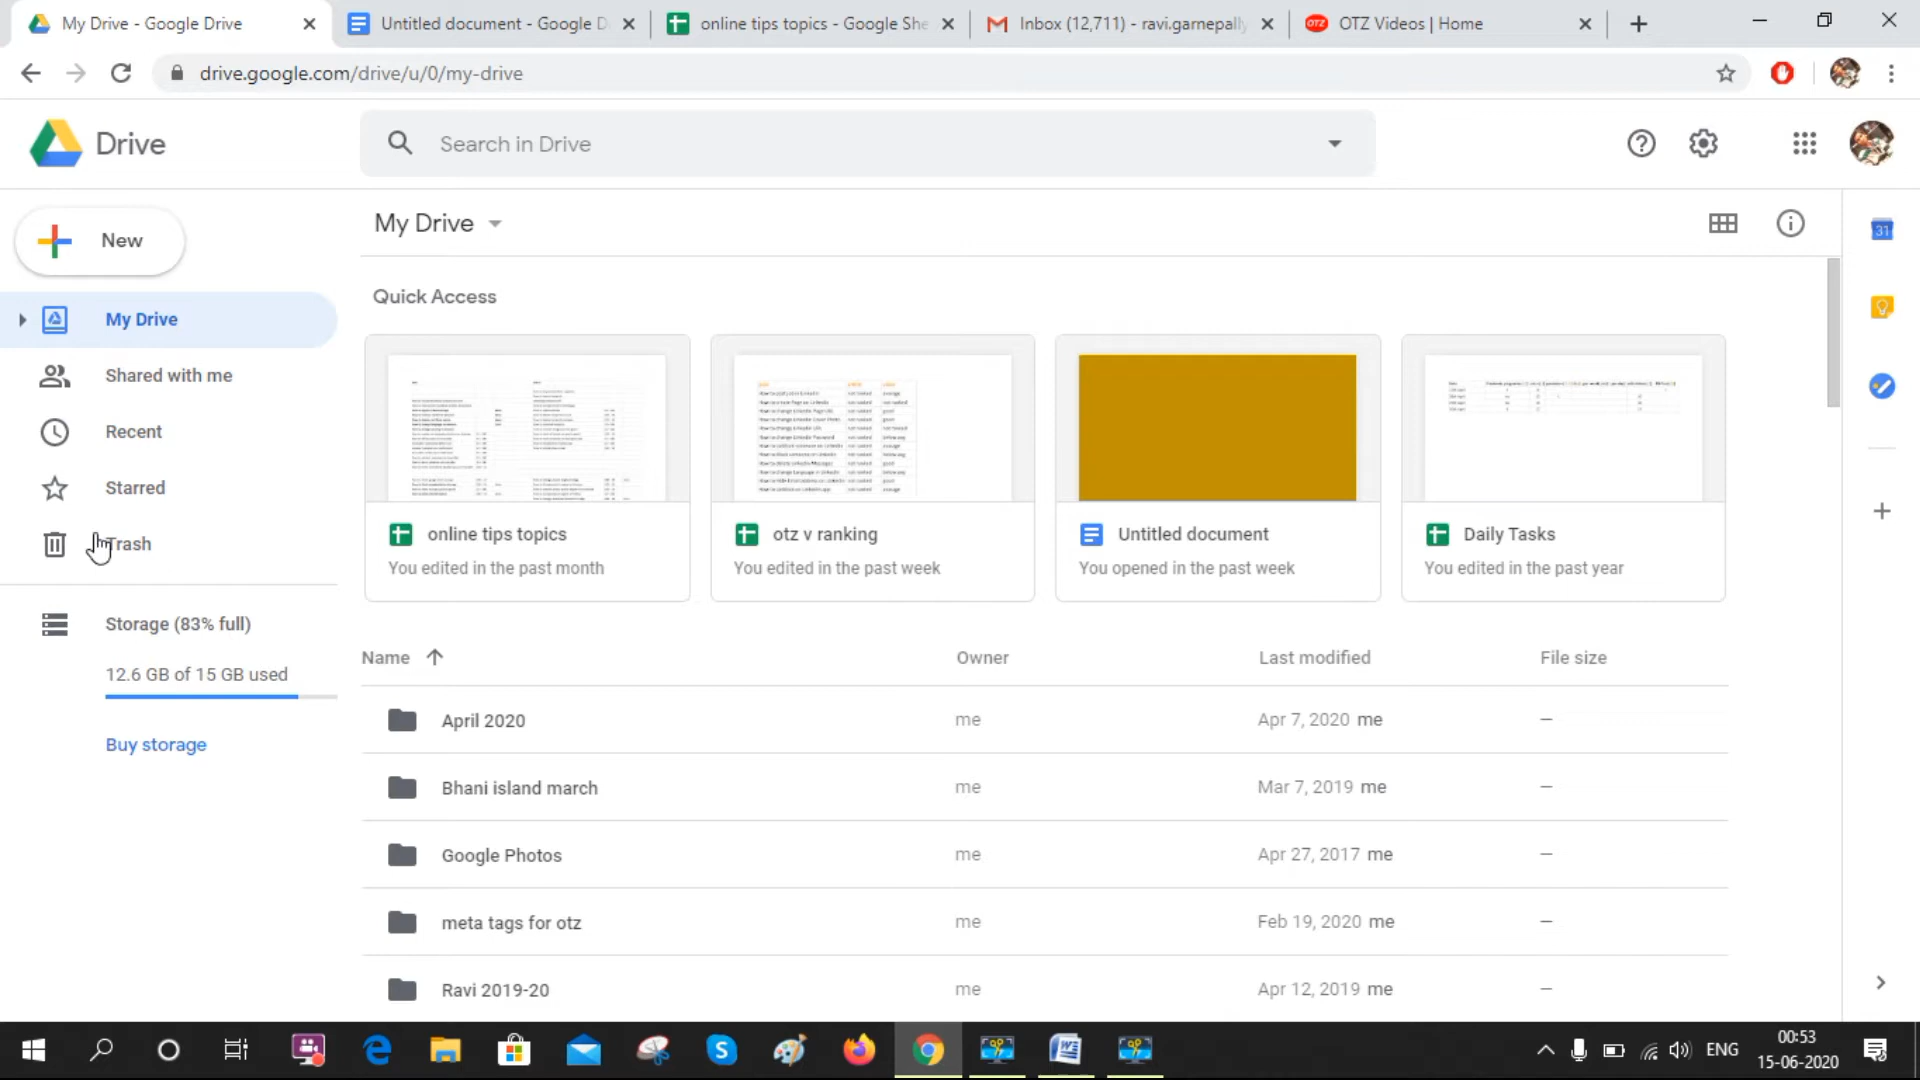 My Drive - Google Drive
Untitled document - Google D
online tips topics - Google She
Inbox (12,711) - ravi.garnepally
OTZ
OTZ Videos | Home
drive.google.com/drive/u/0/my-drive
Drive
Search in Drive
New
My Drive
31
Quick Access
My Drive
Shared with me
Recent
Starred
Trash
online tips topics
You edited in the past month
otz v ranking
You edited in the past week
Untitled document
You opened in the past week
Daily Tasks
You edited in the past year
Storage (83% full)
12.6 GB of 15 GB used
Buy storage
Name
Owner
Last modified
File size
April 2020
me
Apr 7, 2020 me
—
Bhani island march
me
Mar 7, 2019 me
—
Google Photos
me
Apr 27, 2017 me
—
meta tags for otz
me
Feb 19, 2020 me
—
Ravi 2019-20
me
Apr 12, 2019 me
—
ENG
00:53
15-06-2020